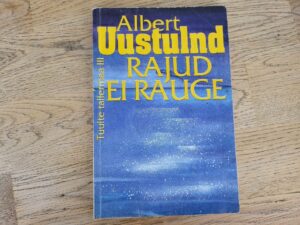 Albert
Uustulnd
RAJUD
EI RAUGE
Tuulte tallermaa III